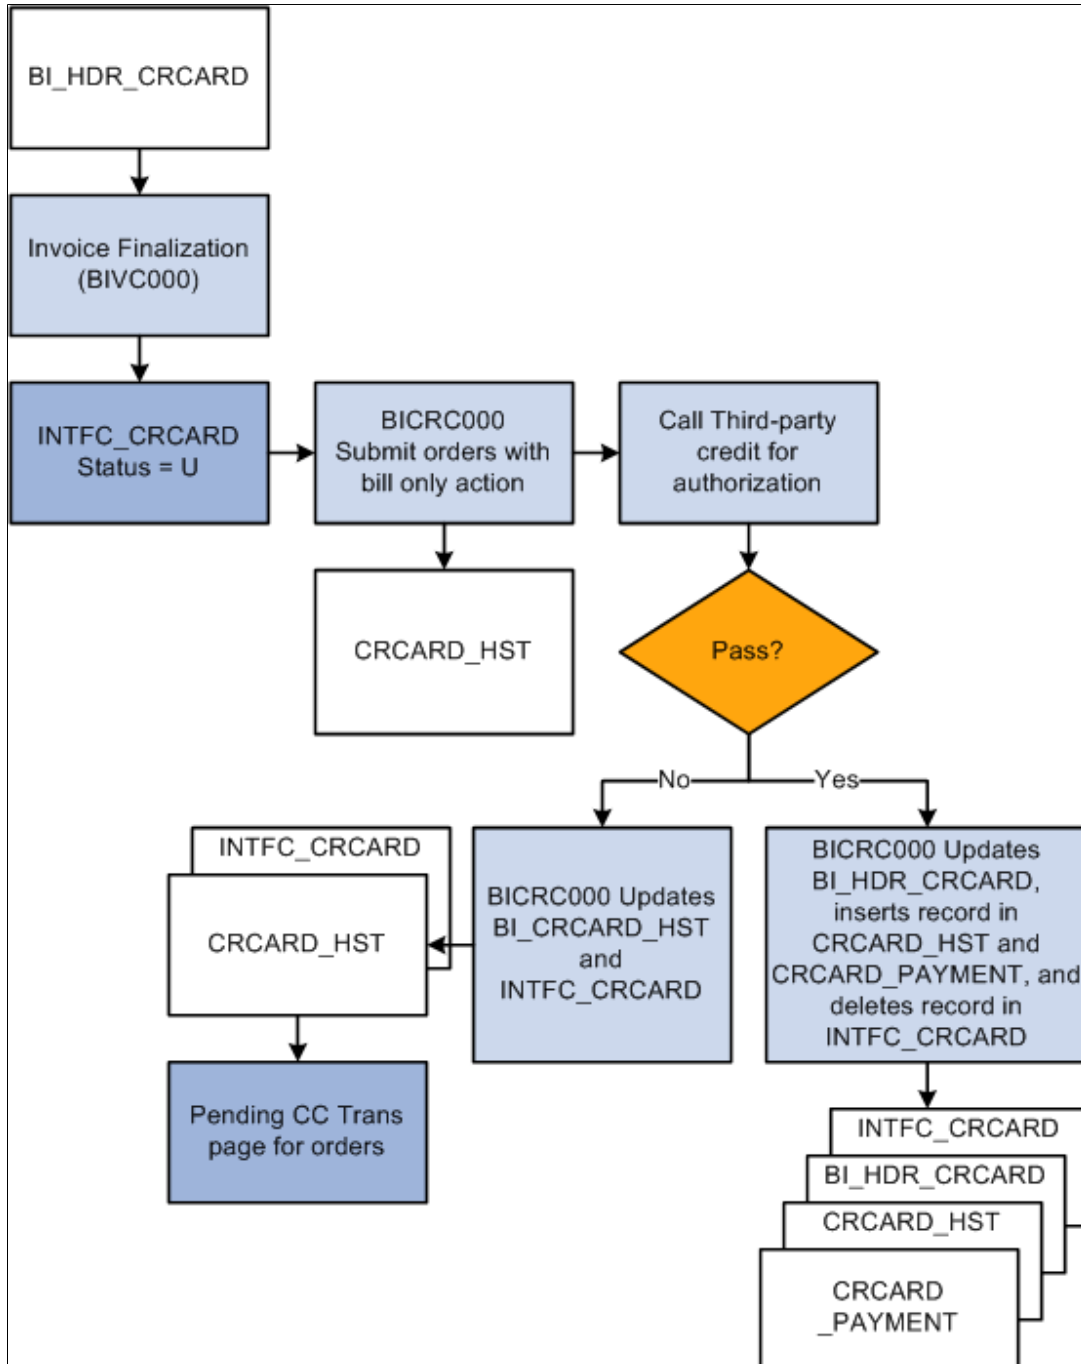 BI_HDR_CRCARD
Invoice Finalization
(BIVC000)
INTFC_CRCARD
Status = U
BICRC000
Submit orders with
bill only action
Call Third-party
credit for
authorization
CRCARD_HST
Pass?
No
Yes
INTFC_CRCARD
CRCARD_HST
BICRC000 Updates
BI_CRCARD_HST
and
INTFC_CRCARD
BICRC000 Updates
BI_HDR_CRCARD,
inserts record in
CRCARD_HST and
CRCARD_PAYMENT, and
deletes record in
INTFC_CRCARD
Pending CC Trans
page for orders
INTFC_CRCARD
BI_HDR_CRCARD
CRCARD_HST
CRCARD
_PAYMENT